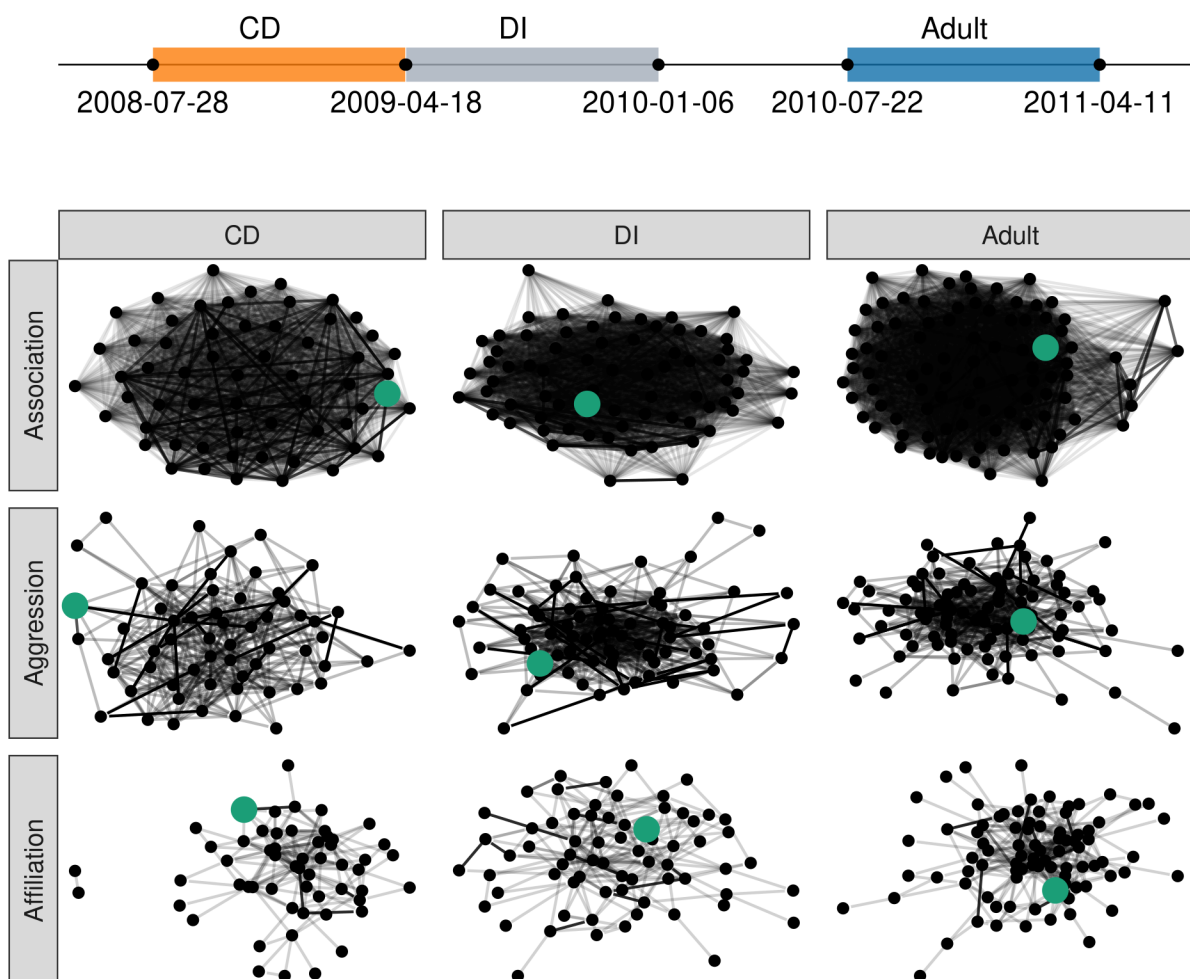 CD DI Adult
2008-07-28 2009-04-18 2010-01-06 2010-07-22 2011-04-11
CD DI Adult
Association
Aggression
Affiliation